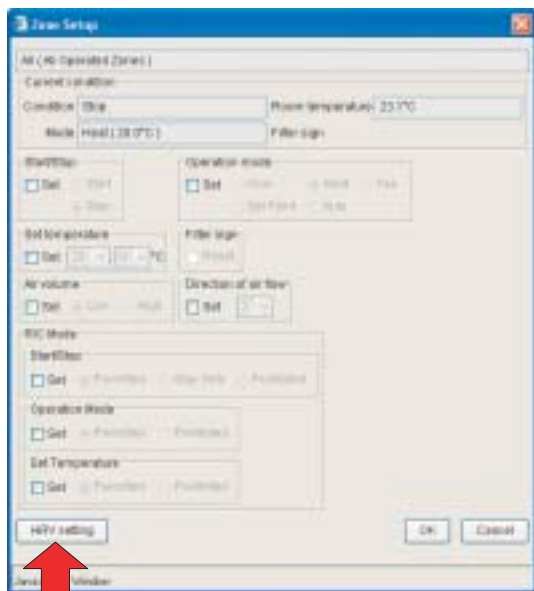 Zone Setup
All ( All Operated Zones )
Current condition
Condition Stop Room temperature 23.1°C
Mode Heat ( 28.0°C ) Filter sign
Start/Stop Operation mode
Set Start Set Heat Fan
Stop Set Point
Set temperature Filter sign
Set °C Reset
Air volume Direction of air flow
Set Low High Set
R/C Mode
Start/Stop
Set Permitted Stop Only Prohibited
Operation Mode
Set Permitted Prohibited
Set Temperature
Set Permitted Prohibited
HRV setting OK Cancel
Window